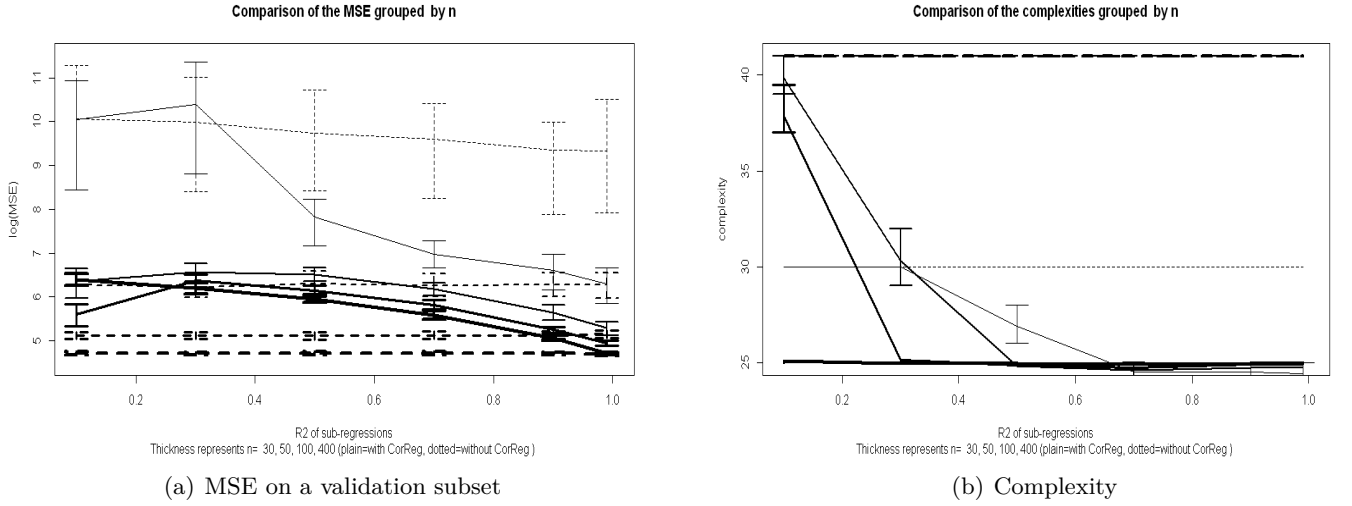 Comparison of the MSE grouped by n
log(MSE)
11
10
9
8
7
6
5
0.2 0.4 0.6 0.8 1.0
R2 of sub-regressions
Thickness represents n= 30, 50, 100, 400 (plain=with CorReg, dotted=without CorReg )
(a) MSE on a validation subset
Comparison of the complexities grouped by n
complexity
40
35
30
25
0.2 0.4 0.6 0.8 1.0
R2 of sub-regressions
Thickness represents n= 30, 50, 100, 400 (plain=with CorReg, dotted=without CorReg )
(b) Complexity